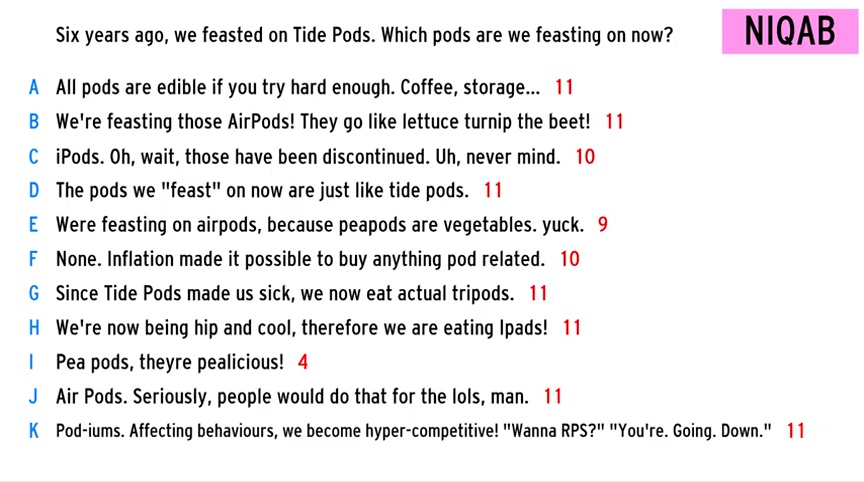 Six years ago, we feasted on Tide Pods. Which pods are we feasting on now?
NIQAB
A All pods are edible if you try hard enough. Coffee, storage... 11
B We're feasting those AirPods! They go like lettuce turnip the beet! 11
C iPods. Oh, wait, those have been discontinued. Uh, never mind. 10
D The pods we "feast" on now are just like tide pods. 11
E Were feasting on airpods, because peapods are vegetables. yuck. 9
F None. Inflation made it possible to buy anything pod related. 10
G Since Tide Pods made us sick, we now eat actual tripods. 11
H We're now being hip and cool, therefore we are eating Ipads! 11
I Pea pods, theyre pealicious! 4
J Air Pods. Seriously, people would do that for the lols, man. 11
K Pod-iums. Affecting behaviours, we become hyper-competitive! "Wanna RPS?" "You're. Going. Down." 11